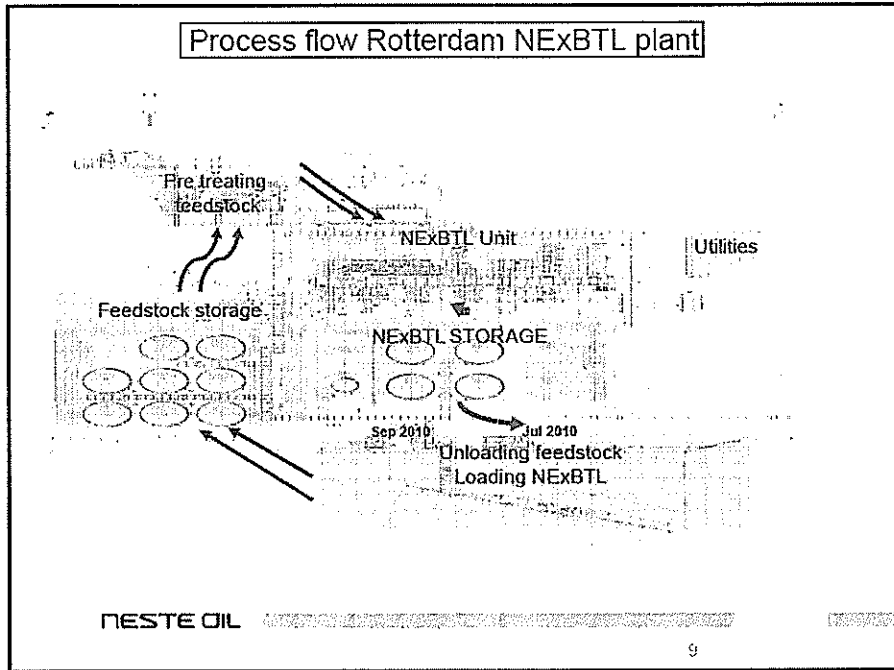 Process flow Rotterdam NExBTL plant
Pre treating
feedstock
NExBTL Unit
Utilities
Feedstock storage
NExBTL STORAGE
Sep 2010
Jul 2010
Unloading feedstock
Loading NExBTL
NESTE OIL
9